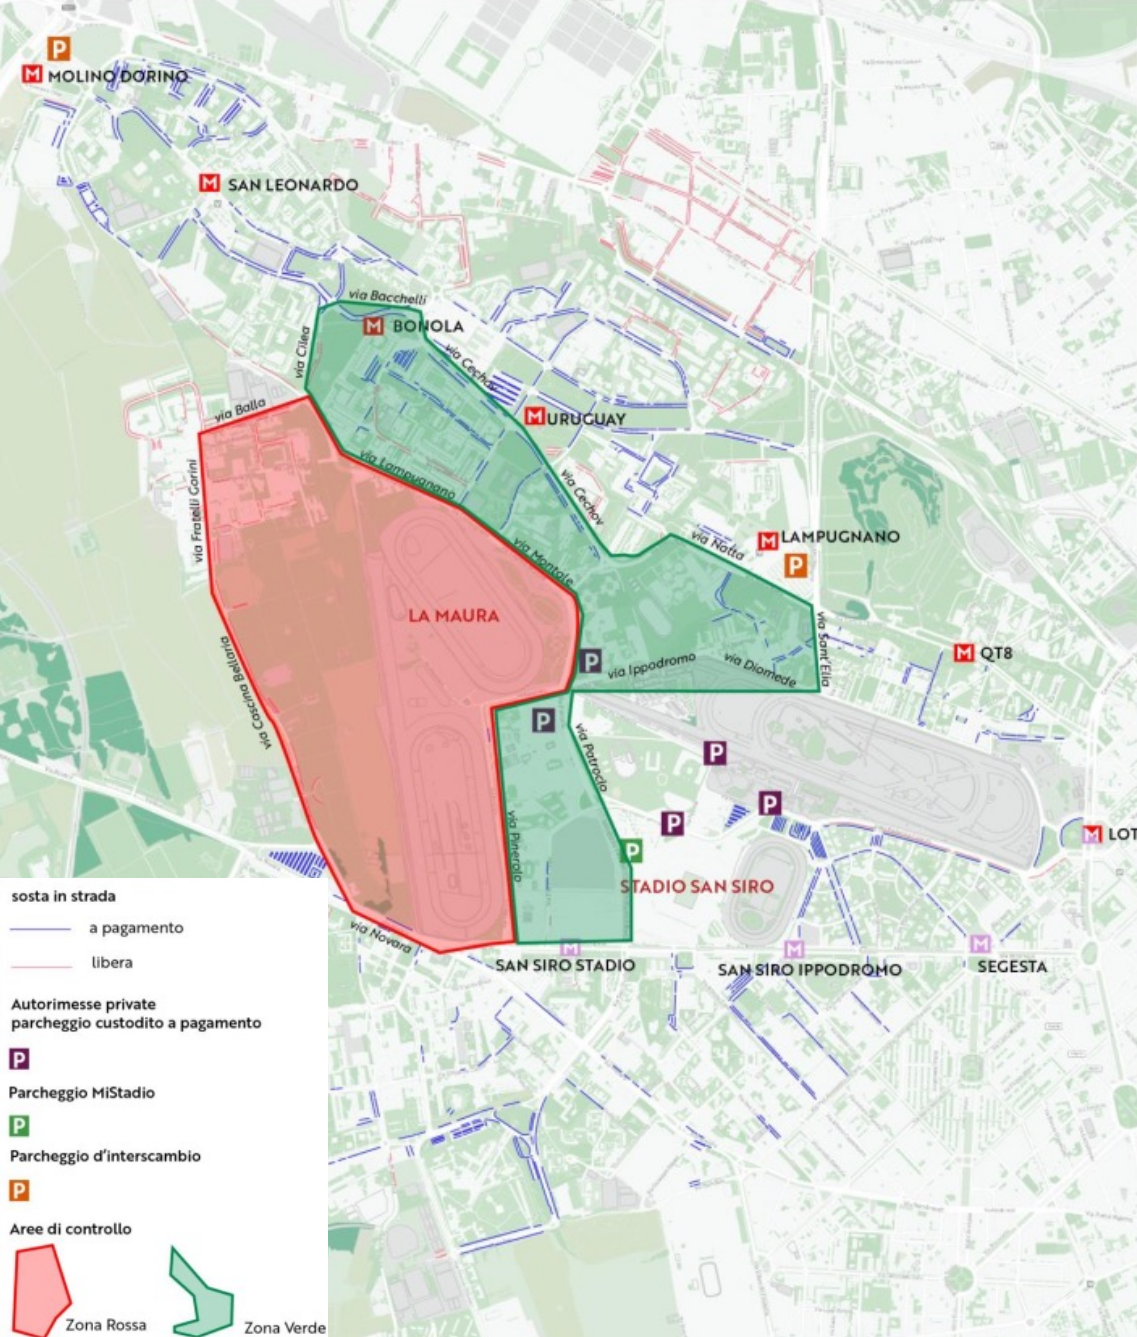 P
M MOLINO DORINO
M SAN LEONARDO
via Bacchelli
M BONOLA
via Cilea
via Cechov
M URUGUAY
via Balla
via Lampugnano
via Fratelli Gorini
via Cechov
via Natta
M LAMPUGNANO
P
via Montale
LA MAURA
via Sant'Elia
M QT8
P
via Ippodromo
via Diomede
via Cascina Bellaria
P
via Patroclo
P
P
P
M LOT
via Pinerolo
P
STADIO SAN SIRO
via Novara
M
SAN SIRO STADIO
M
SAN SIRO IPPODROMO
M
SEGESTA
sosta in strada
a pagamento
libera
Autorimesse private
parcheggio custodito a pagamento
P
Parcheggio MiStadio
P
Parcheggio d'interscambio
P
Aree di controllo
Zona Rossa
Zona Verde